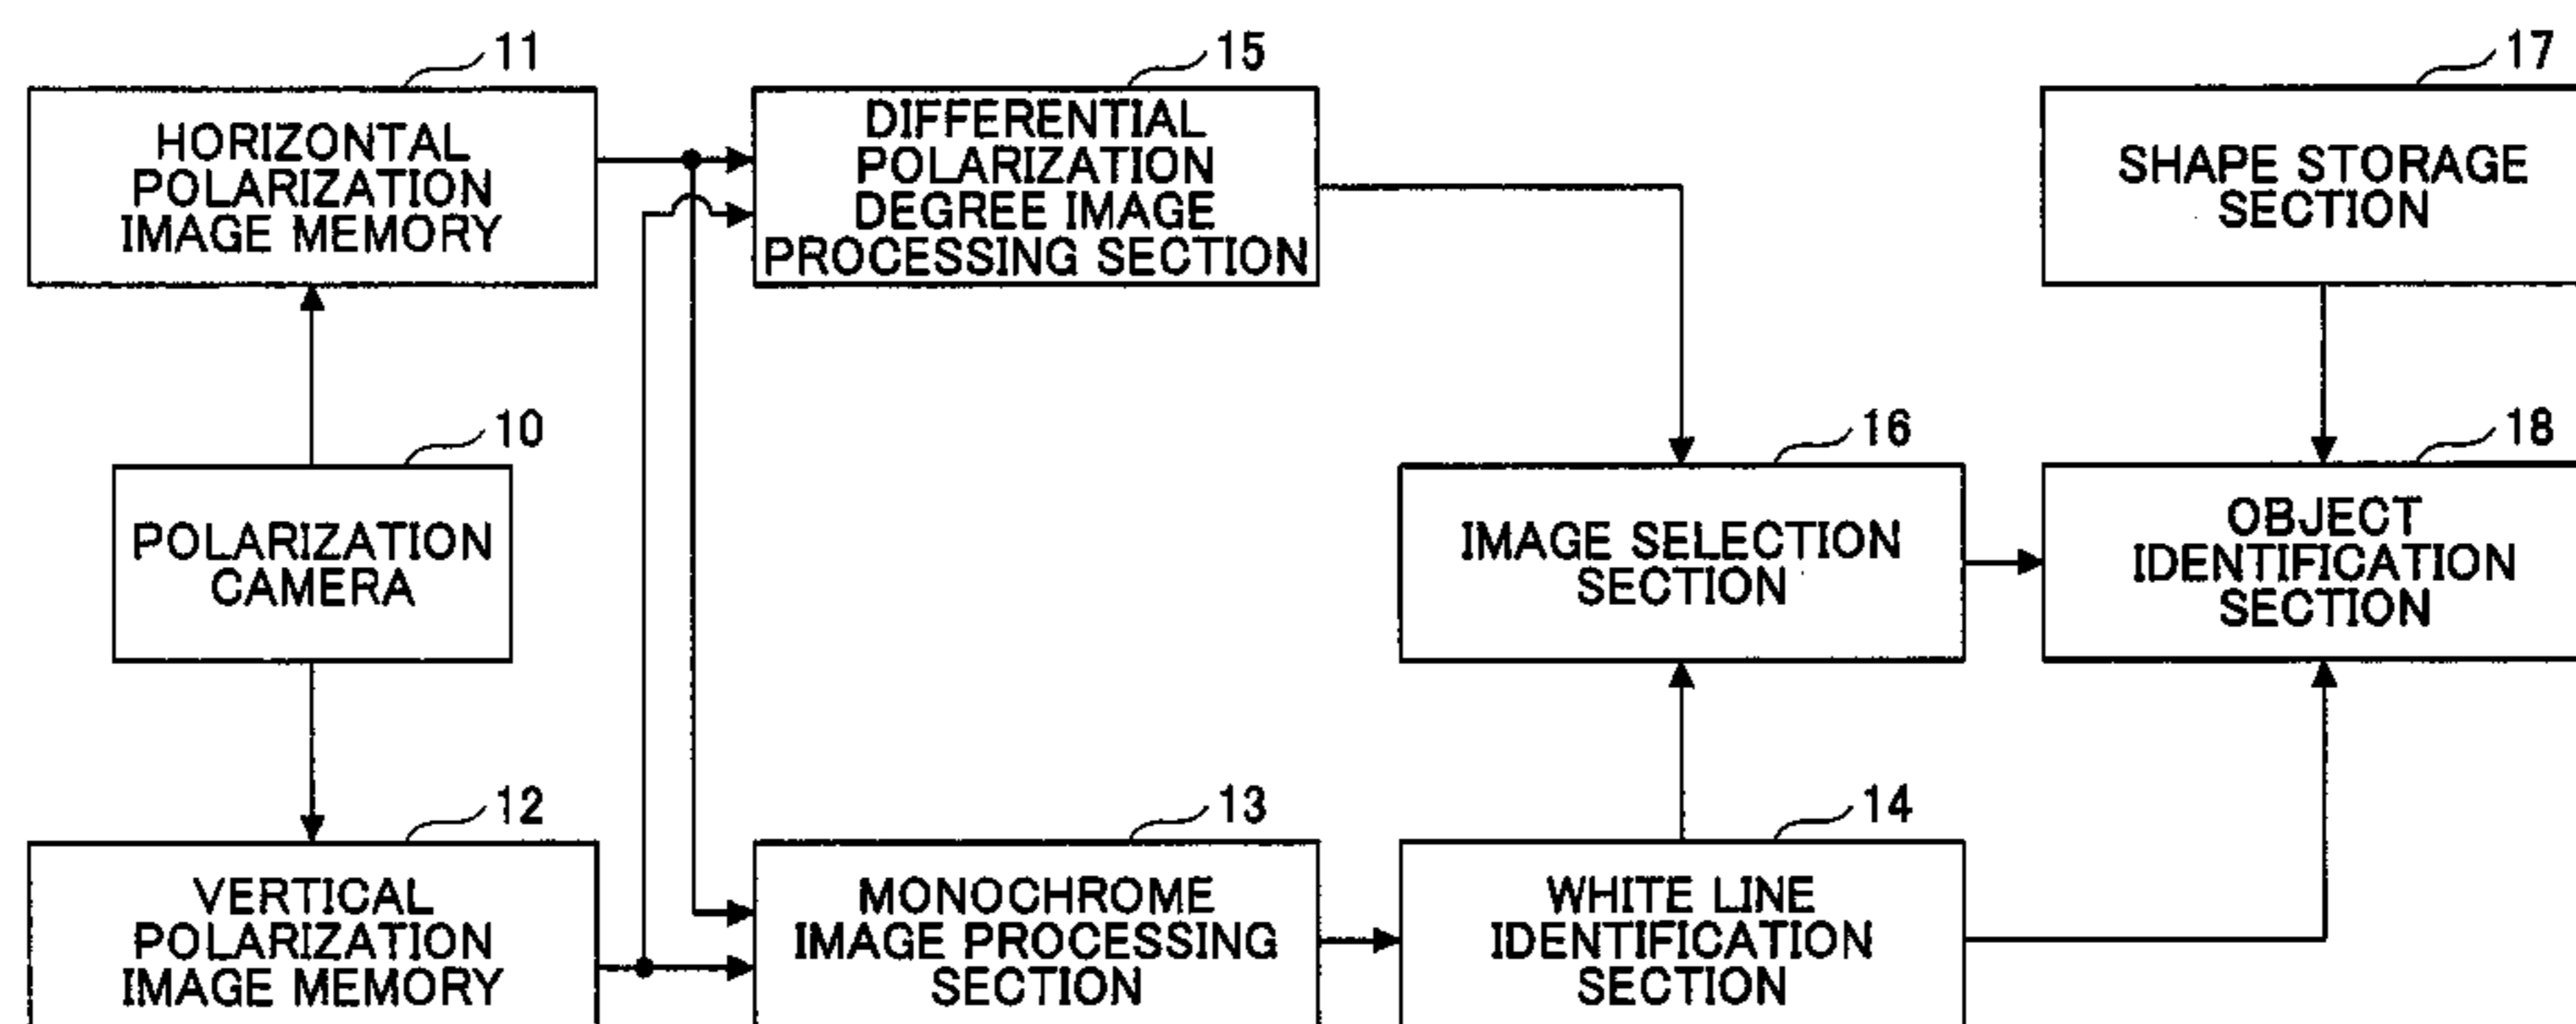 11
HORIZONTAL
POLARIZATION
IMAGE MEMORY
15
DIFFERENTIAL
POLARIZATION
DEGREE IMAGE
PROCESSING SECTION
17
SHAPE STORAGE
SECTION
10
POLARIZATION
CAMERA
16
IMAGE SELECTION
SECTION
18
OBJECT
IDENTIFICATION
SECTION
12
VERTICAL
POLARIZATION
IMAGE MEMORY
13
MONOCHROME
IMAGE PROCESSING
SECTION
14
WHITE LINE
IDENTIFICATION
SECTION